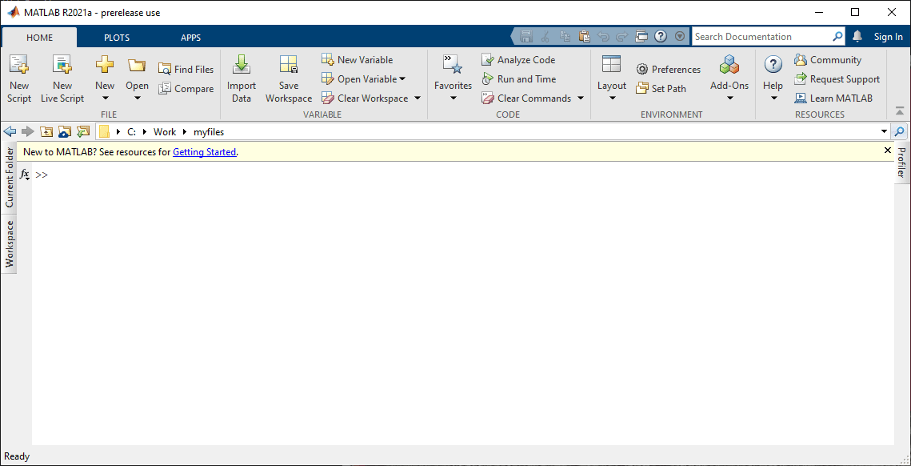 MATLAB R2021a - prerelease use
HOME PLOTS APPS Search Documentation Sign In
New Script
New Live Script
New
Open
Find Files
Compare
FILE
Import Data
Save Workspace
New Variable
Open Variable
Clear Workspace
VARIABLE
Favorites
Analyze Code
Run and Time
Clear Commands
CODE
Layout
Preferences
Set Path
Add-Ons
ENVIRONMENT
Help
Community
Request Support
Learn MATLAB
RESOURCES
C: Work myfiles
New to MATLAB? See resources for Getting Started.
Current Folder
Workspace
fx >>
Profiler
Ready